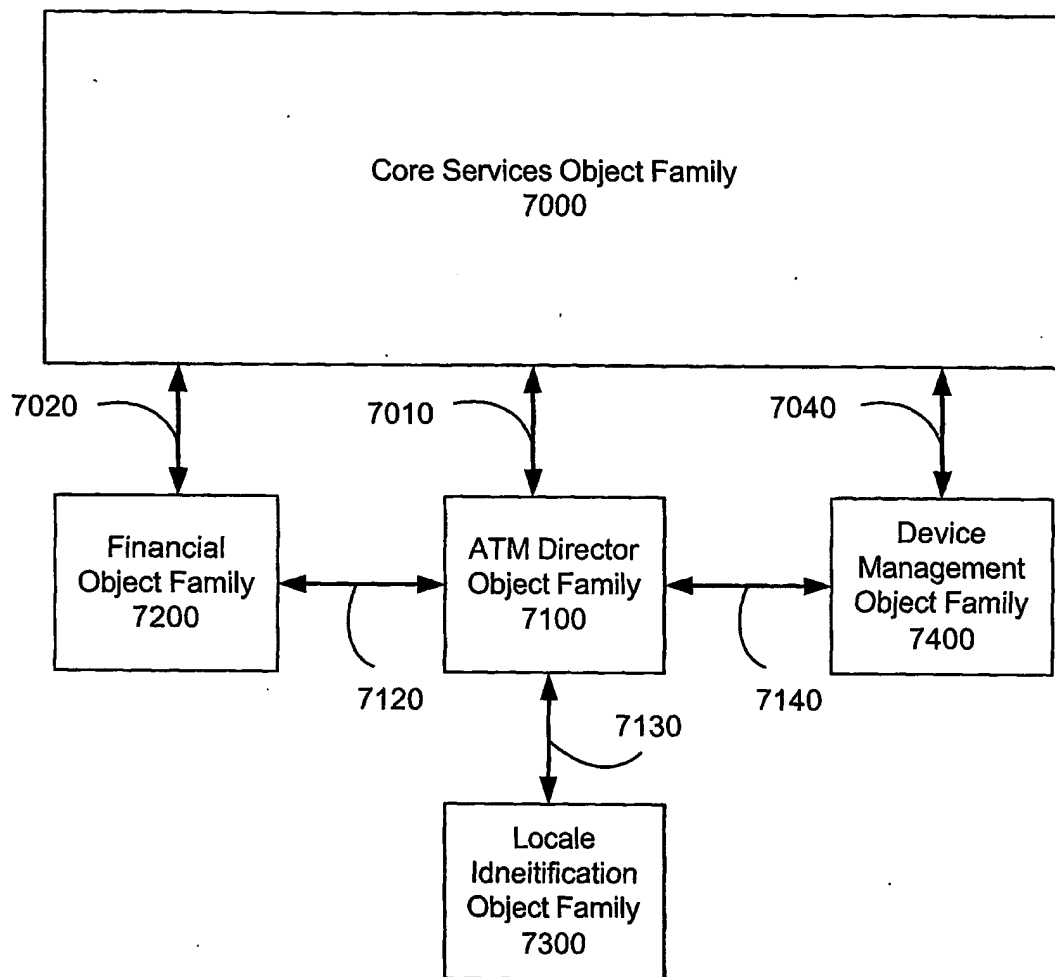 Core Services Object Family
7000
7020
7010
7040
Financial
Object Family
7200
ATM Director
Object Family
7100
Device
Management
Object Family
7400
7120
7140
7130
Locale
Idneitification
Object Family
7300